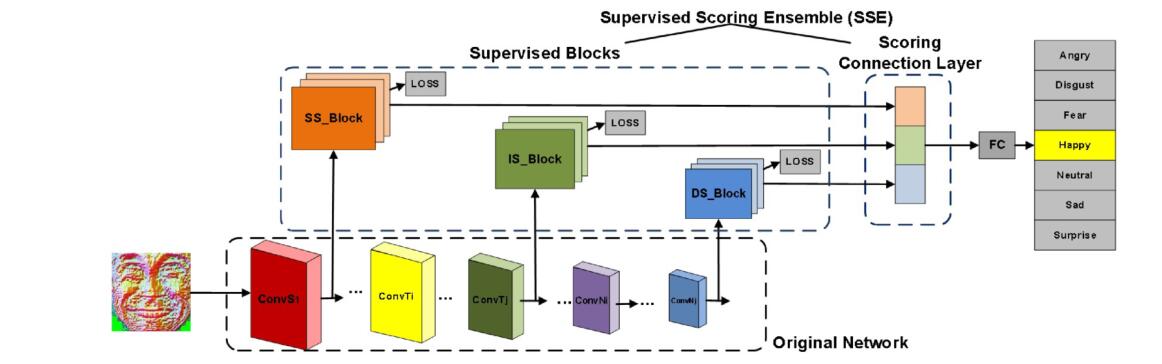 Supervised Scoring Ensemble (SSE)
Supervised Blocks
Scoring
Connection Layer
SS_Block
LOSS
IS_Block
LOSS
DS_Block
LOSS
FC
Angry
Disgust
Fear
Happy
Neutral
Sad
Surprise
ConvS1
...
ConvTi
...
ConvTj
...
ConvNi
...
ConvNj
Original Network